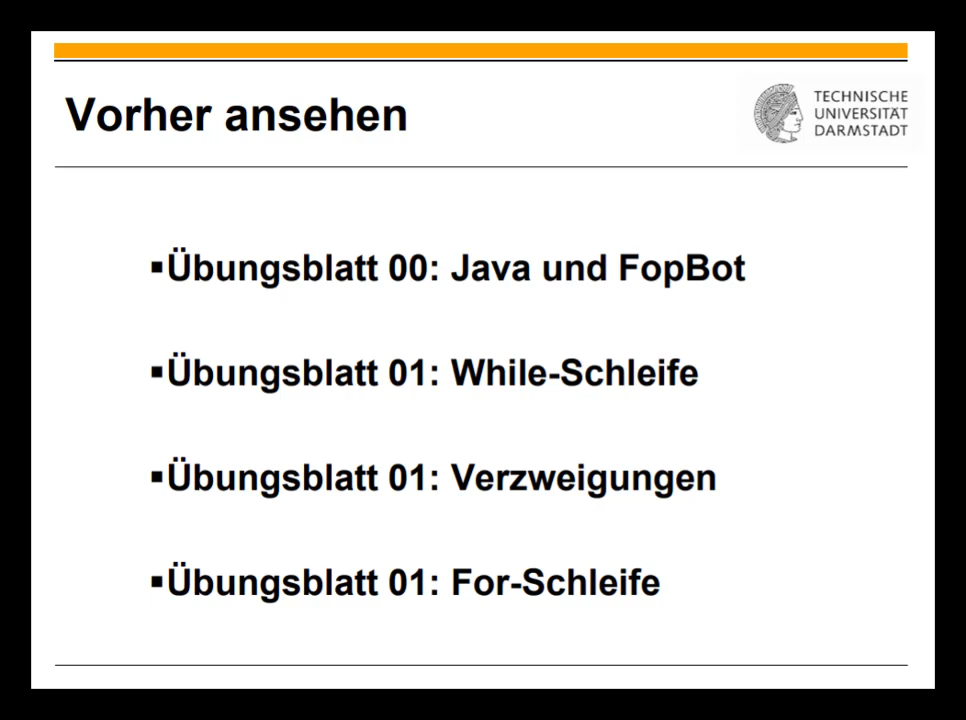 Vorher ansehen
TECHNISCHE
UNIVERSITÄT
DARMSTADT
▪Übungsblatt 00: Java und FopBot
▪Übungsblatt 01: While-Schleife
▪Übungsblatt 01: Verzweigungen
▪Übungsblatt 01: For-Schleife